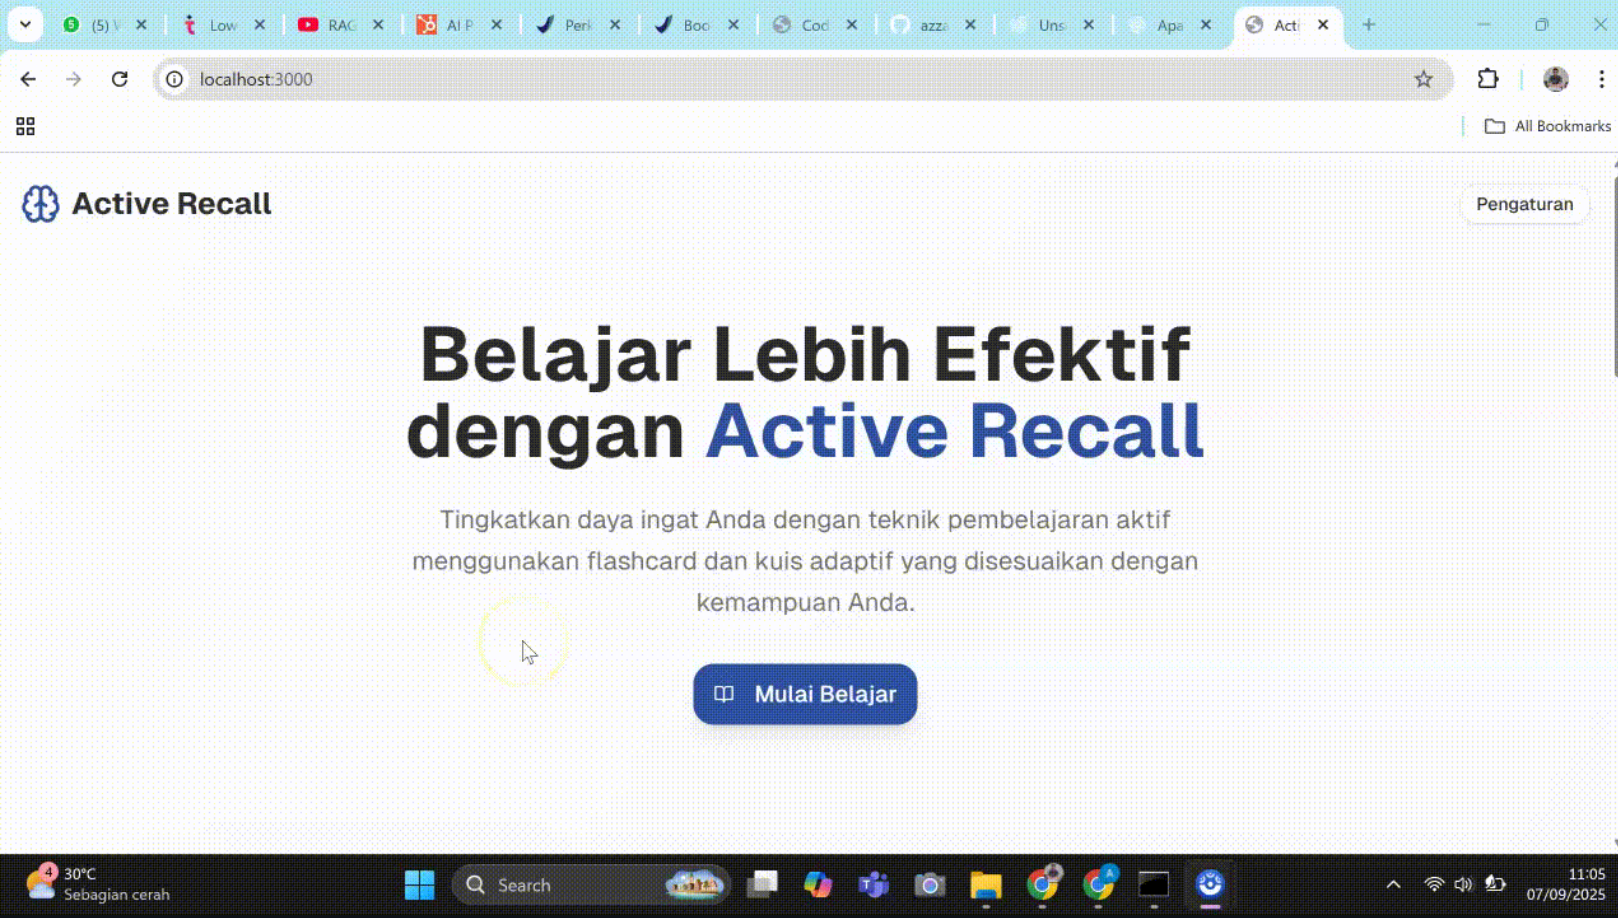 (5)
Low
RAG
AI P
Perk
Boo
Cod
azza
Uns
Apa
Acti
localhost:3000
All Bookmarks
Active Recall
Pengaturan
Belajar Lebih Efektif
dengan Active Recall
Tingkatkan daya ingat Anda dengan teknik pembelajaran aktif
menggunakan flashcard dan kuis adaptif yang disesuaikan dengan
kemampuan Anda.
Mulai Belajar
4
30°C
Sebagian cerah
Search
11:05
07/09/2025